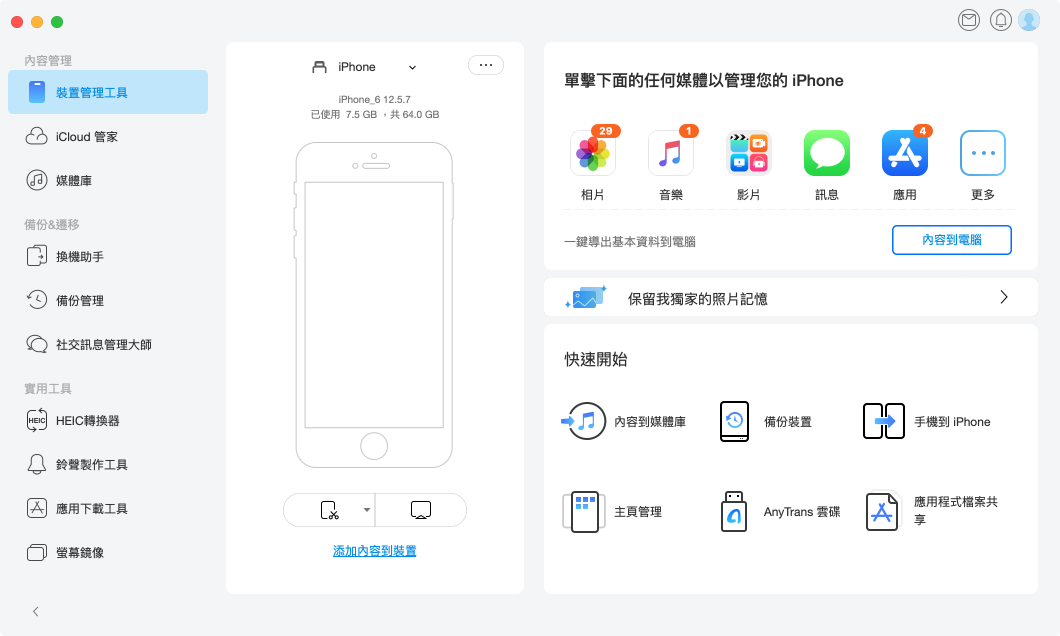 內容管理
裝置管理工具
iCloud 管家
媒體庫
備份&遷移
換機助手
備份管理
社交訊息管理大師
實用工具
HEIC
HEIC轉換器
鈴聲製作工具
應用下載工具
螢幕鏡像
iPhone
iPhone_6 12.5.7
已使用 7.5 GB ，共 64.0 GB
添加內容到裝置
單擊下面的任何媒體以管理您的 iPhone
29
1
4
相片
音樂
影片
訊息
應用
更多
一鍵導出基本資料到電腦
內容到電腦
保留我獨家的照片記憶
快速開始
內容到媒體庫
備份裝置
手機到 iPhone
主頁管理
AnyTrans 雲碟
應用程式檔案共
享